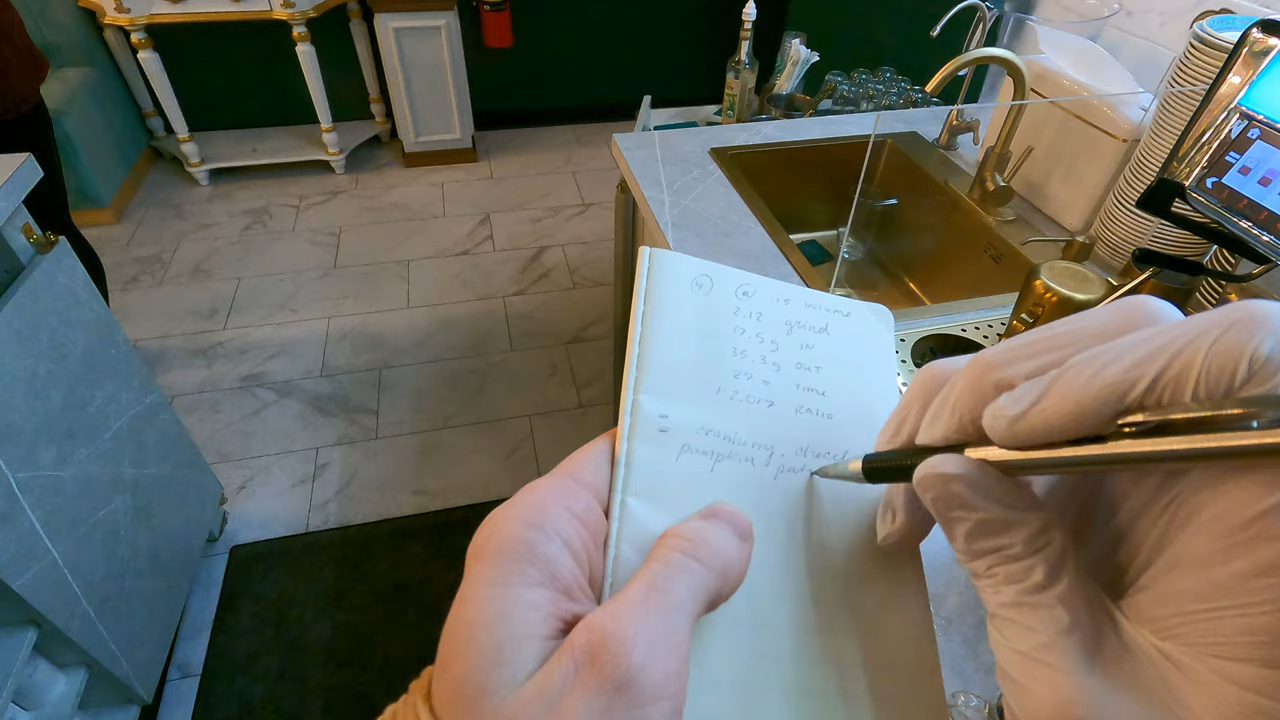 ④ @ 115 volume
2.12 grind
17.5g IN
35.3g OUT
29s TIME
1 2.017 RATIO
= cranberry, dried
pumpkin